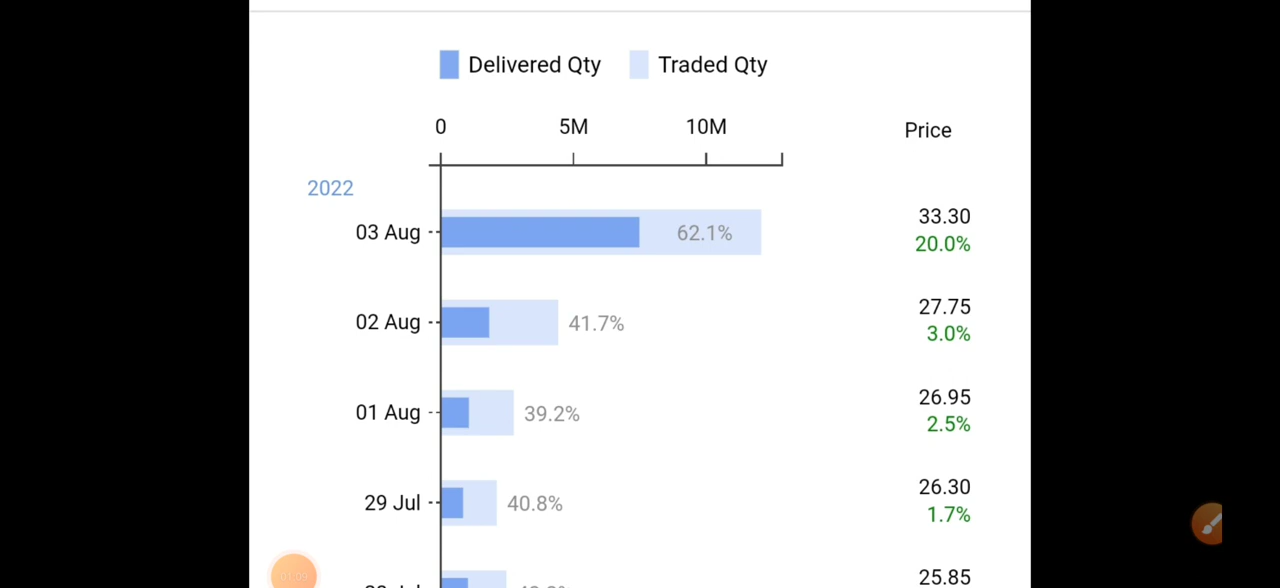 Delivered Qty Traded Qty
0 5M 10M Price
2022
03 Aug 62.1% 33.30
20.0%
02 Aug 41.7% 27.75
3.0%
01 Aug 39.2% 26.95
2.5%
29 Jul 40.8% 26.30
1.7%
25.85
01:09